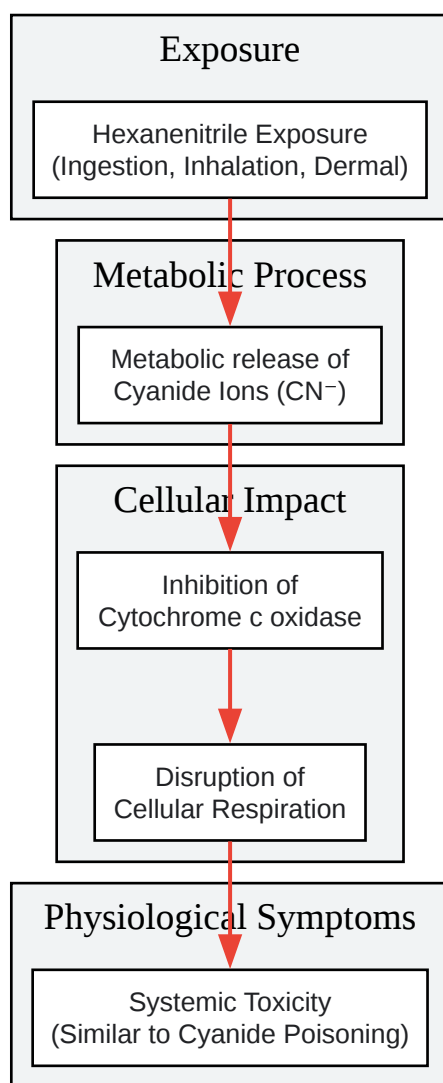 Exposure
Hexanenitrile Exposure
(Ingestion, Inhalation, Dermal)
Metabolic Process
Metabolic release of
Cyanide Ions (CN⁻)
Cellular Impact
Inhibition of
Cytochrome c oxidase
Disruption of
Cellular Respiration
Physiological Symptoms
Systemic Toxicity
(Similar to Cyanide Poisoning)